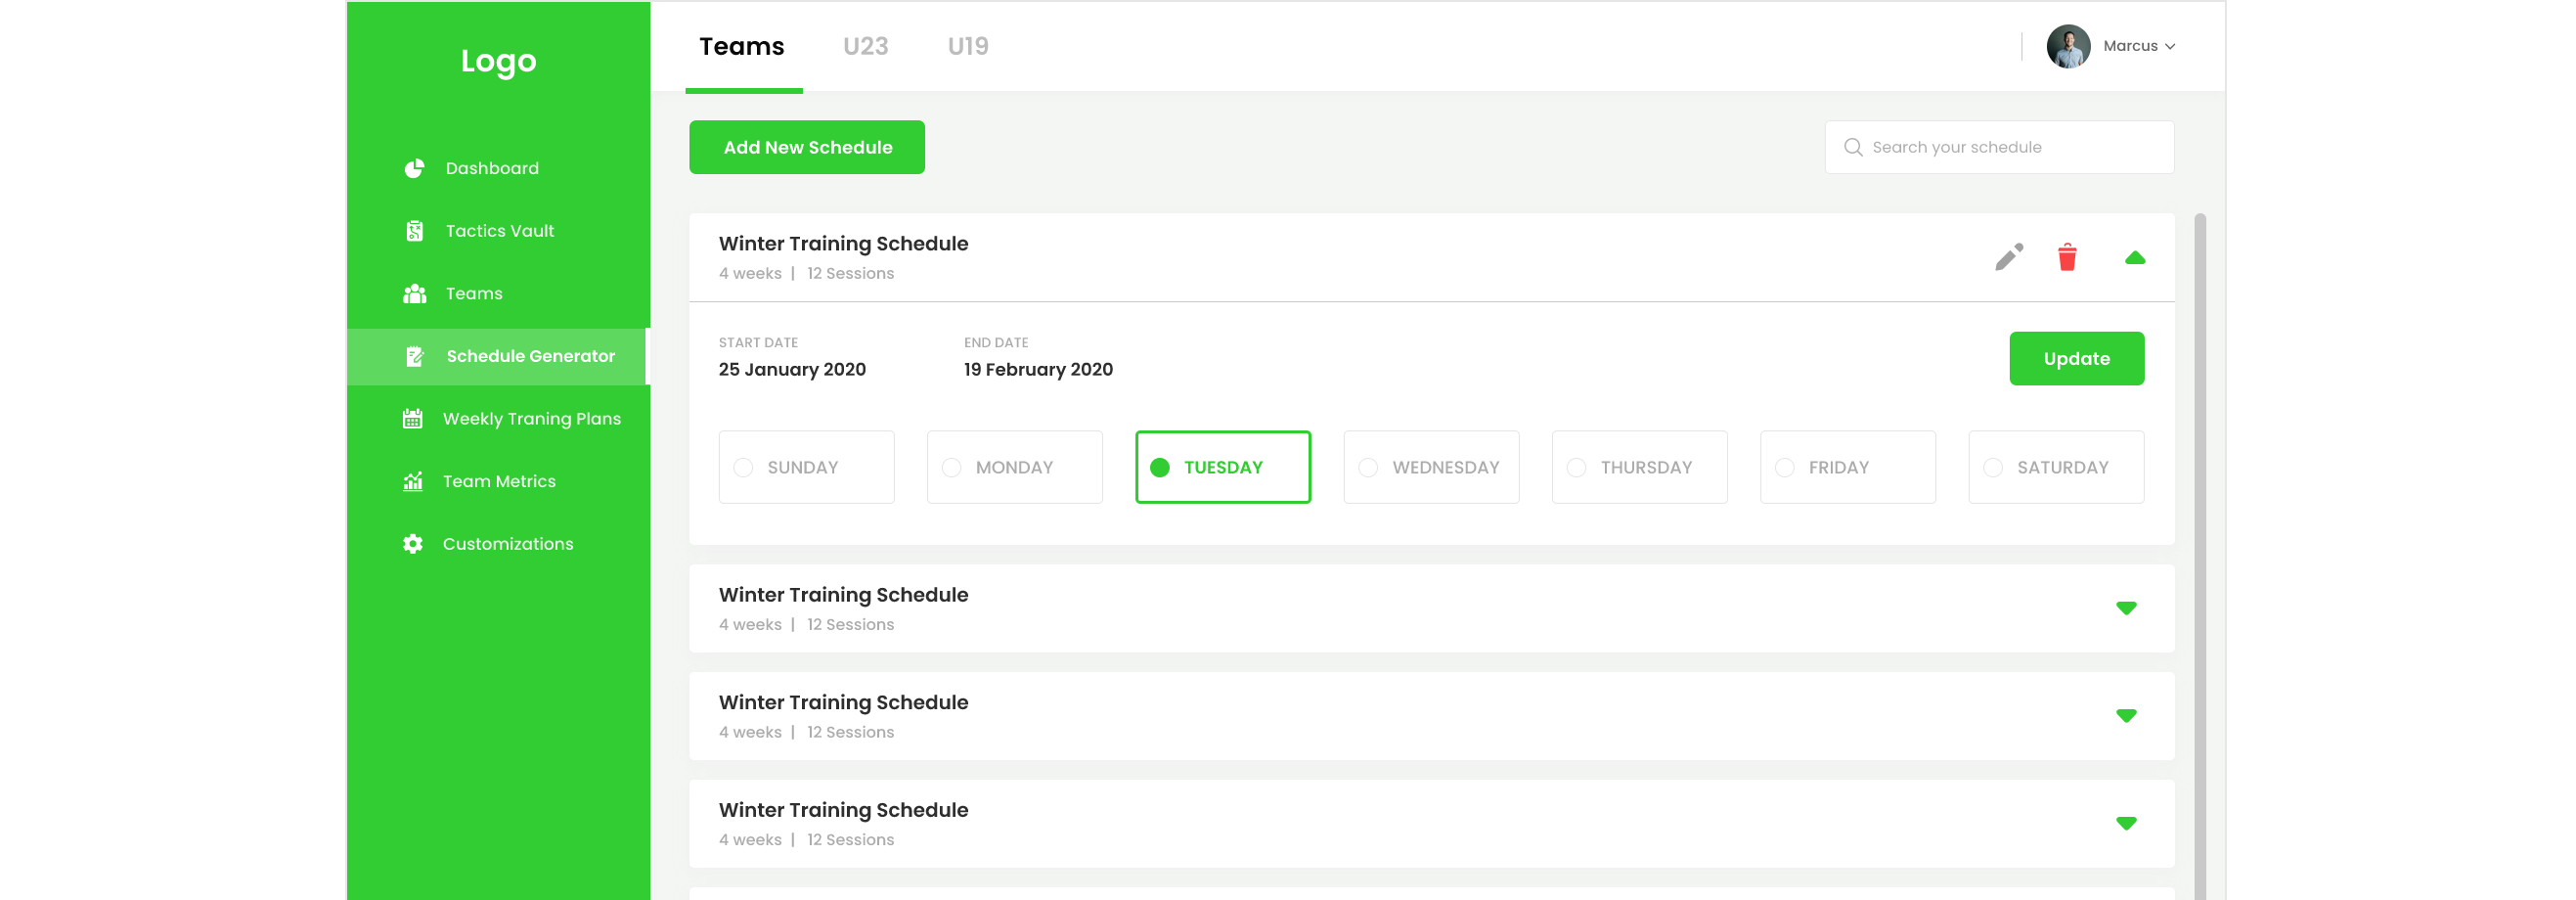 Logo
Dashboard
Tactics Vault
Teams
Schedule Generator
Weekly Traning Plans
Team Metrics
Customizations
Teams U23 U19
Marcus
Add New Schedule
Search your schedule
Winter Training Schedule
4 weeks | 12 Sessions
START DATE END DATE
25 January 2020 19 February 2020
Update
SUNDAY MONDAY TUESDAY WEDNESDAY THURSDAY FRIDAY SATURDAY
Winter Training Schedule
4 weeks | 12 Sessions
Winter Training Schedule
4 weeks | 12 Sessions
Winter Training Schedule
4 weeks | 12 Sessions